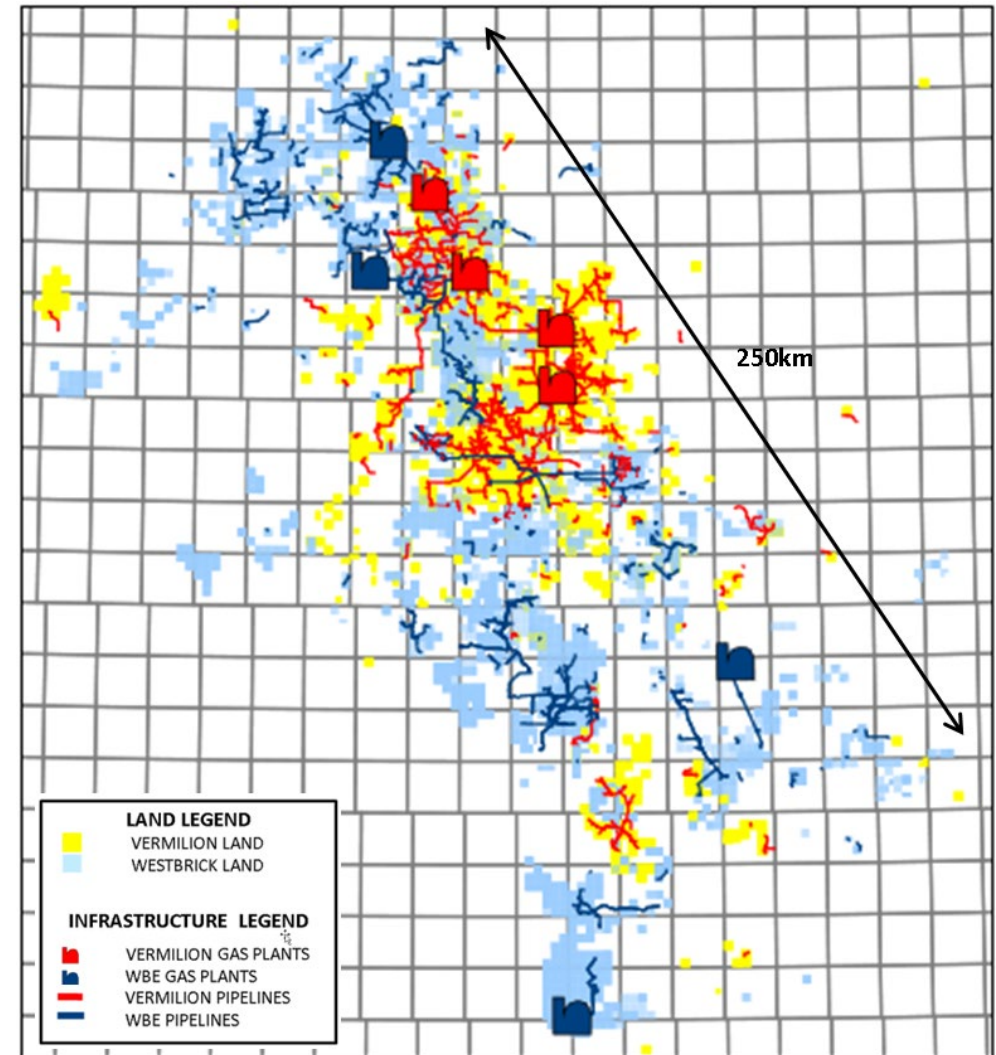 250km
LAND LEGEND
VERMILION LAND
WESTBRICK LAND
INFRASTRUCTURE LEGEND
VERMILION GAS PLANTS
WBE GAS PLANTS
VERMILION PIPELINES
WBE PIPELINES